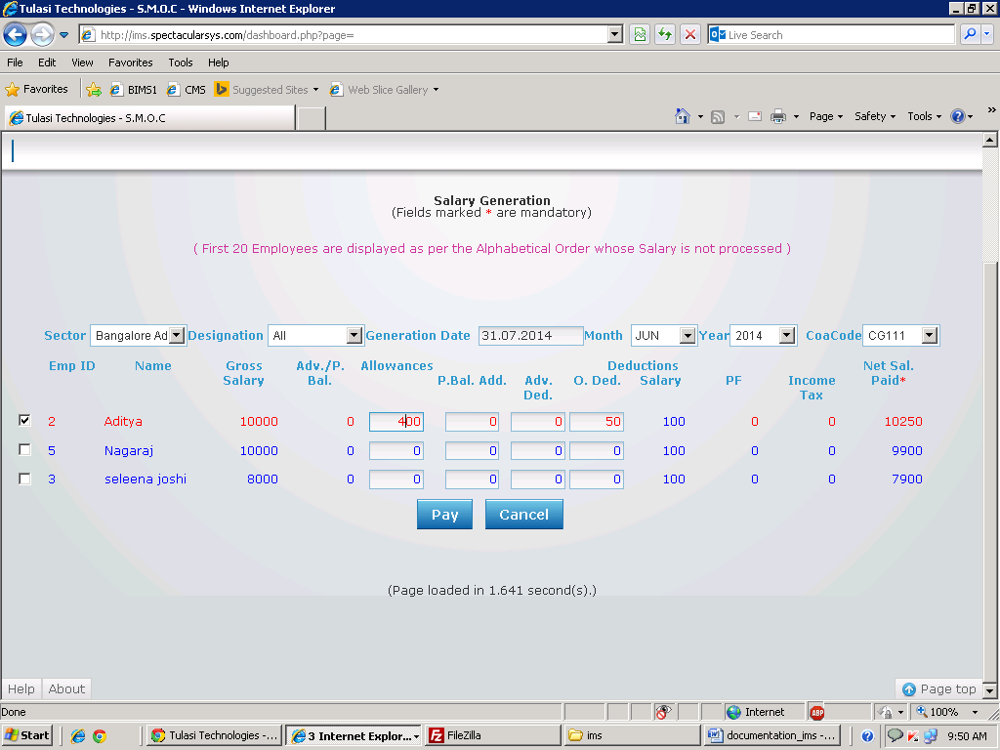 Tulasi Technologies - S.M.O.C - Windows Internet Explorer
http://ims.spectacularsys.com/dashboard.php?page= Live Search
File Edit View Favorites Tools Help
Favorites BIMS1 CMS Suggested Sites Web Slice Gallery
Tulasi Technologies - S.M.O.C Page Safety Tools »
Salary Generation
(Fields marked * are mandatory)
( First 20 Employees are displayed as per the Alphabetical Order whose Salary is not processed )
Sector Bangalore Ad Designation All Generation Date 31.07.2014 Month JUN Year 2014 CoaCode CG111
Emp ID Name Gross Adv./P. Allowances Deductions Net Sal.
Salary Bal. P.Bal. Add. Adv. O. Ded. Salary PF Income Paid*
Ded. Tax
2 Aditya 10000 0 400 0 0 50 100 0 0 10250
5 Nagaraj 10000 0 0 0 0 0 100 0 0 9900
3 seleena joshi 8000 0 0 0 0 0 100 0 0 7900
Pay Cancel
(Page loaded in 1.641 second(s).)
Help About Page top
Done Internet ABP 100%
Start Tulasi Technologies -... 3 Internet Explor... FileZilla ims documentation_ims -... 9:50 AM